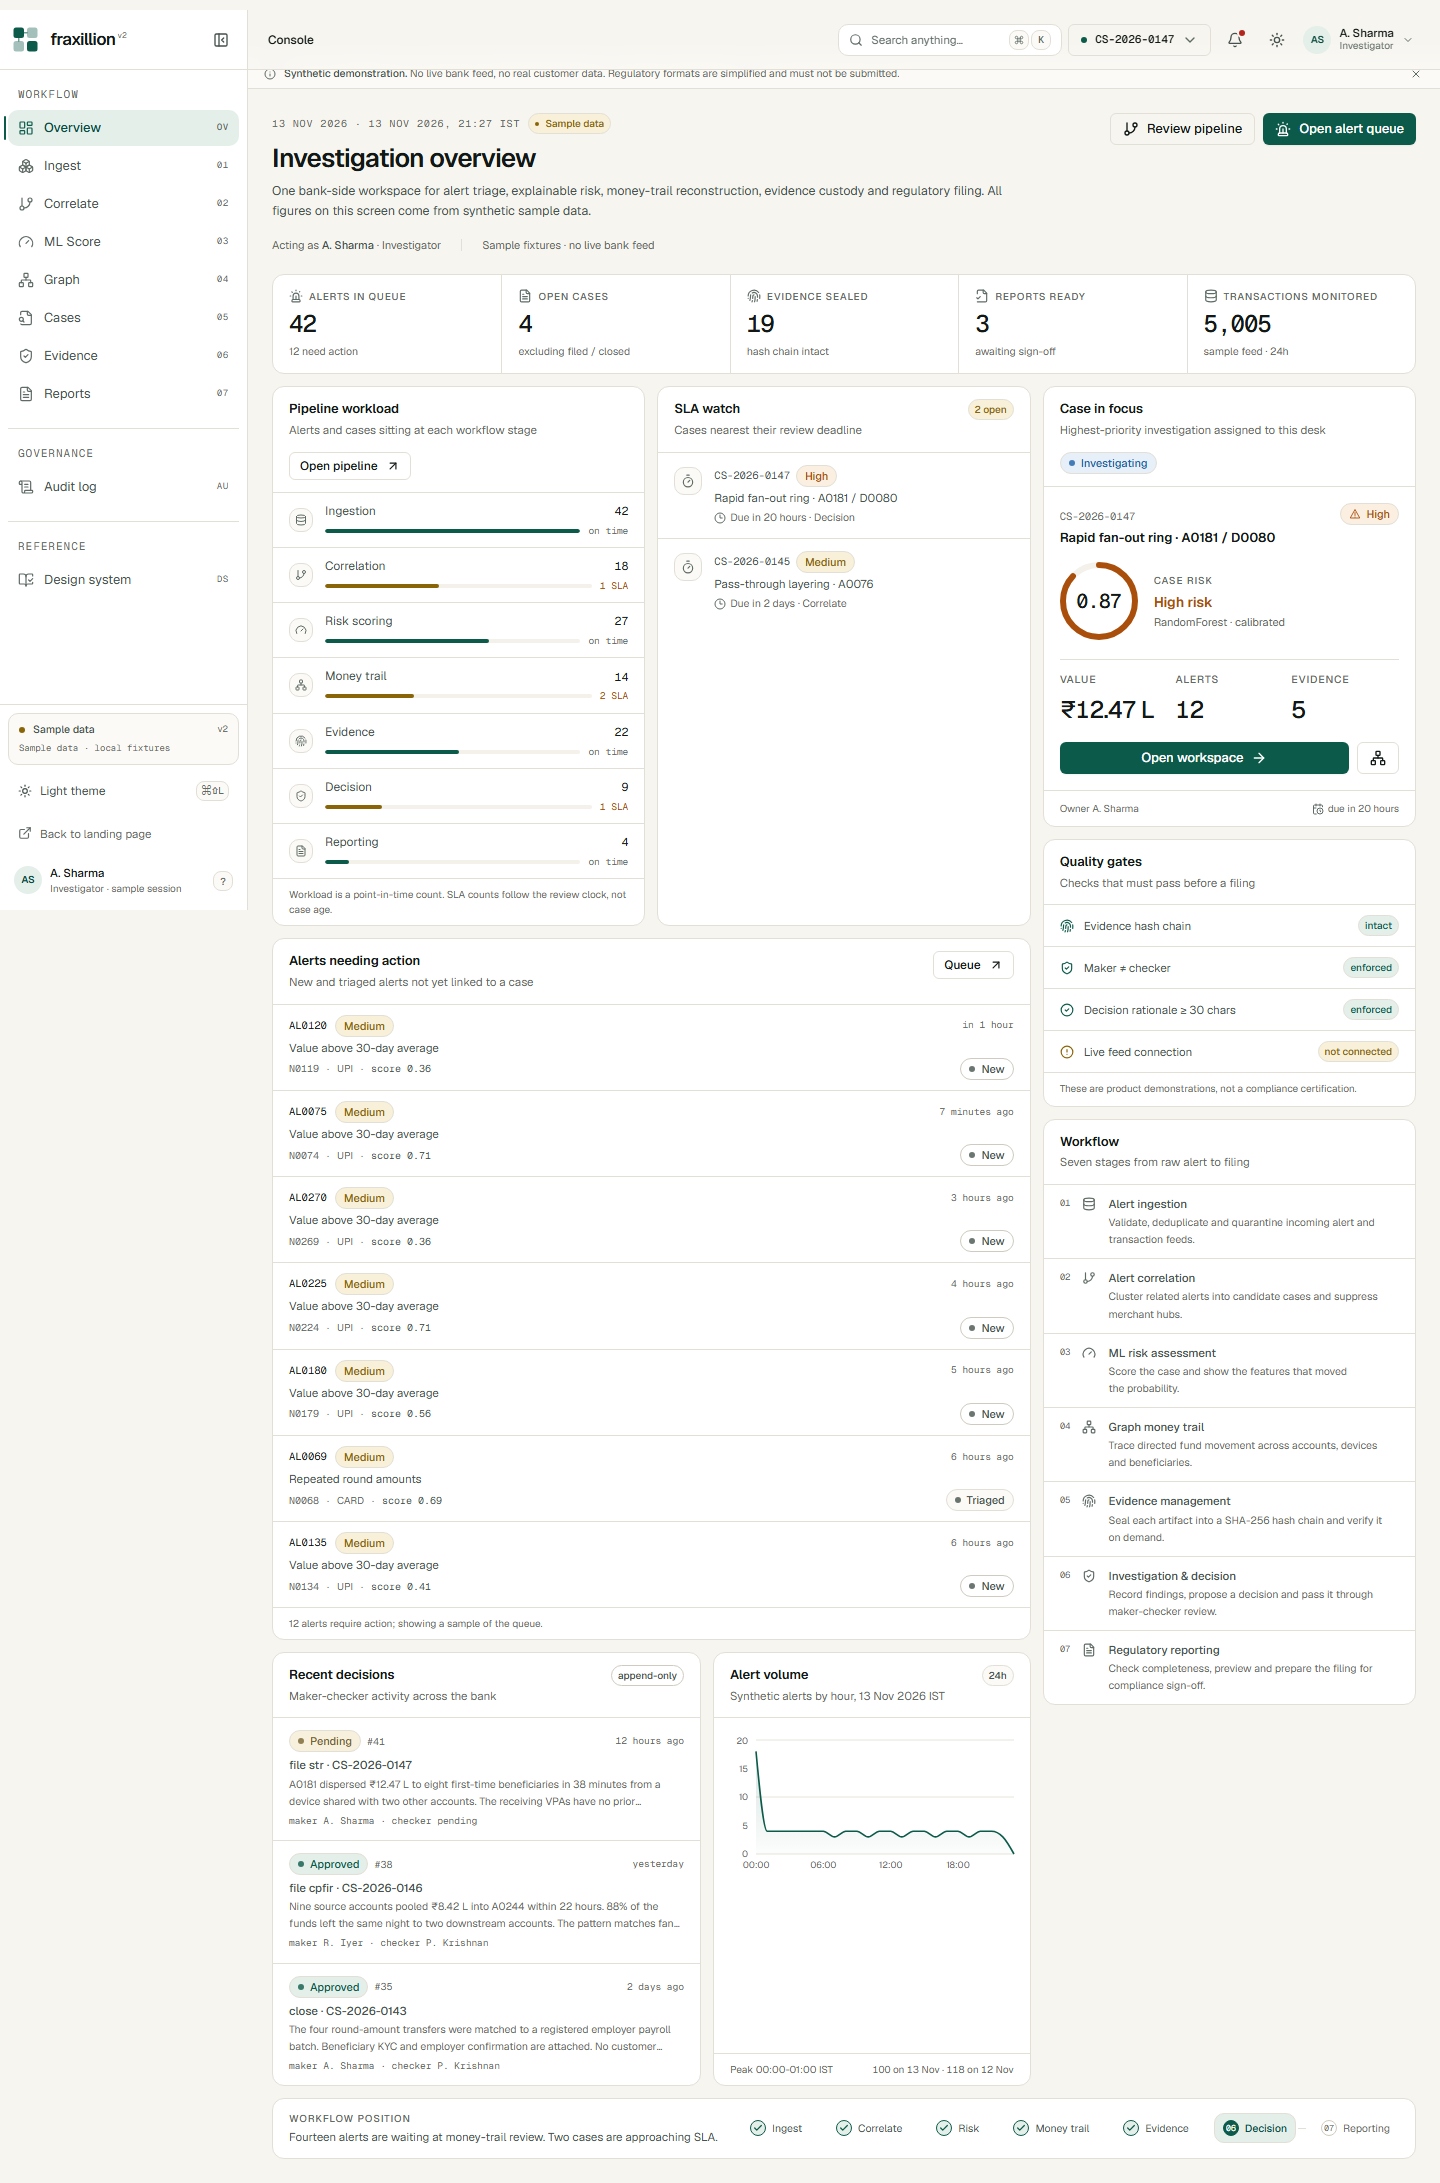 fraxillion v2
Console
Search anything...
⌘ K
CS-2026-0147
AS
A. Sharma
Investigator
Synthetic demonstration. No live bank feed, no real customer data. Regulatory formats are simplified and must not be submitted.
WORKFLOW
Overview OV
Ingest 01
Correlate 02
ML Score 03
Graph 04
Cases 05
Evidence 06
Reports 07
GOVERNANCE
Audit log AU
REFERENCE
Design system DS
Sample data v2
Sample data · local fixtures
Light theme ⌘⇧L
Back to landing page
AS
A. Sharma
Investigator · sample session
?
13 NOV 2026 · 13 NOV 2026, 21:27 IST Sample data
Investigation overview
One bank-side workspace for alert triage, explainable risk, money-trail reconstruction, evidence custody and regulatory filing. All
figures on this screen come from synthetic sample data.
Acting as A. Sharma · Investigator
Sample fixtures · no live bank feed
Review pipeline
Open alert queue
ALERTS IN QUEUE
42
12 need action
OPEN CASES
4
excluding filed / closed
EVIDENCE SEALED
19
hash chain intact
REPORTS READY
3
awaiting sign-off
TRANSACTIONS MONITORED
5,005
sample feed · 24h
Pipeline workload
Alerts and cases sitting at each workflow stage
Open pipeline
Ingestion 42
on time
Correlation 18
1 SLA
Risk scoring 27
on time
Money trail 14
2 SLA
Evidence 22
on time
Decision 9
1 SLA
Reporting 4
on time
Workload is a point-in-time count. SLA counts follow the review clock, not
case age.
SLA watch 2 open
Cases nearest their review deadline
CS-2026-0147 High
Rapid fan-out ring · A0181 / D0080
Due in 20 hours · Decision
CS-2026-0145 Medium
Pass-through layering · A0076
Due in 2 days · Correlate
Case in focus
Highest-priority investigation assigned to this desk
Investigating
CS-2026-0147 High
Rapid fan-out ring · A0181 / D0080
0.87
CASE RISK
High risk
RandomForest · calibrated
VALUE ALERTS EVIDENCE
₹12.47 L 12 5
Open workspace
Owner A. Sharma due in 20 hours
Quality gates
Checks that must pass before a filing
Evidence hash chain intact
Maker ≠ checker enforced
Decision rationale ≥ 30 chars enforced
Live feed connection not connected
These are product demonstrations, not a compliance certification.
Alerts needing action
New and triaged alerts not yet linked to a case
Queue
AL0120 Medium in 1 hour
Value above 30-day average
N0119 · UPI · score 0.36 New
AL0075 Medium 7 minutes ago
Value above 30-day average
N0074 · UPI · score 0.71 New
AL0270 Medium 3 hours ago
Value above 30-day average
N0269 · UPI · score 0.36 New
AL0225 Medium 4 hours ago
Value above 30-day average
N0224 · UPI · score 0.71 New
AL0180 Medium 5 hours ago
Value above 30-day average
N0179 · UPI · score 0.56 New
AL0069 Medium 6 hours ago
Repeated round amounts
N0068 · CARD · score 0.69 Triaged
AL0135 Medium 6 hours ago
Value above 30-day average
N0134 · UPI · score 0.41 New
12 alerts require action; showing a sample of the queue.
Workflow
Seven stages from raw alert to filing
01 Alert ingestion
Validate, deduplicate and quarantine incoming alert and
transaction feeds.
02 Alert correlation
Cluster related alerts into candidate cases and suppress
merchant hubs.
03 ML risk assessment
Score the case and show the features that moved
the probability.
04 Graph money trail
Trace directed fund movement across accounts, devices
and beneficiaries.
05 Evidence management
Seal each artifact into a SHA-256 hash chain and verify it
on demand.
06 Investigation & decision
Record findings, propose a decision and pass it through
maker-checker review.
07 Regulatory reporting
Check completeness, preview and prepare the filing for
compliance sign-off.
Recent decisions append-only
Maker-checker activity across the bank
Pending #41 12 hours ago
file str · CS-2026-0147
A0181 dispersed ₹12.47 L to eight first-time beneficiaries in 38 minutes from a
device shared with two other accounts. The receiving VPAs have no prior...
maker A. Sharma · checker pending
Approved #38 yesterday
file cpfir · CS-2026-0146
Nine source accounts pooled ₹8.42 L into A0244 within 22 hours. 88% of the
funds left the same night to two downstream accounts. The pattern matches fan...
maker R. Iyer · checker P. Krishnan
Approved #35 2 days ago
close · CS-2026-0143
The four round-amount transfers were matched to a registered employer payroll
batch. Beneficiary KYC and employer confirmation are attached. No customer...
maker A. Sharma · checker P. Krishnan
Alert volume 24h
Synthetic alerts by hour, 13 Nov 2026 IST
20
15
10
5
0
00:00 06:00 12:00 18:00
Peak 00:00-01:00 IST 100 on 13 Nov · 118 on 12 Nov
WORKFLOW POSITION
Fourteen alerts are waiting at money-trail review. Two cases are approaching SLA.
Ingest
Correlate
Risk
Money trail
Evidence
06 Decision
07 Reporting